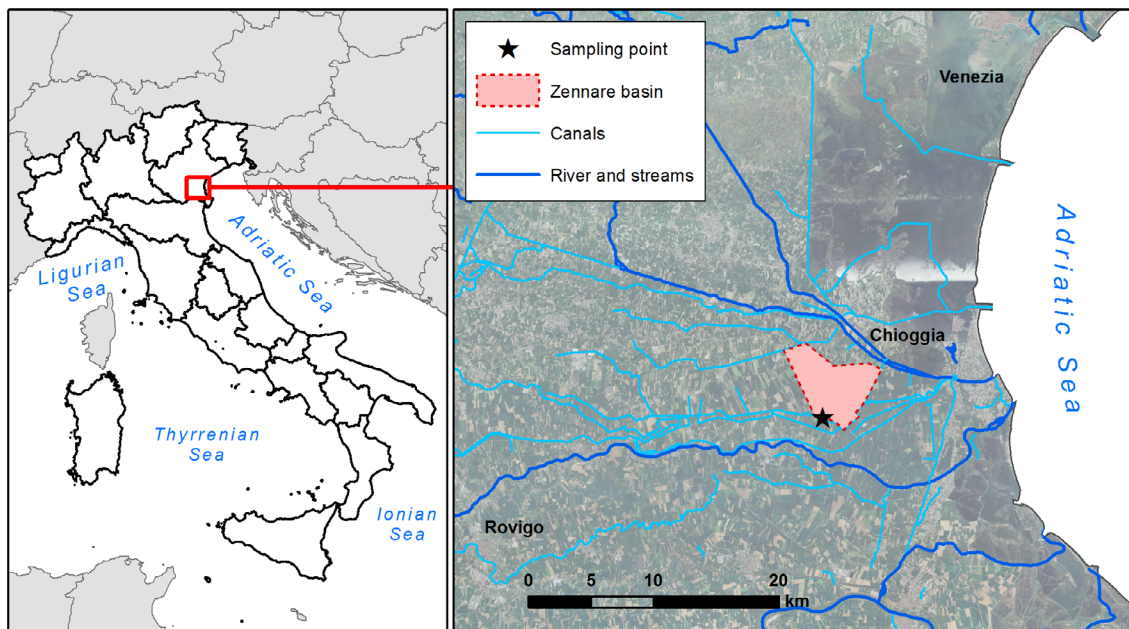 Ligurian
Sea
Adriatic Sea
Thyrrenian
Sea
Ionian
Sea
Sampling point
Zennare basin
Canals
River and streams
Venezia
Chioggia
Adriatic Sea
Rovigo
0 5 10 20
km